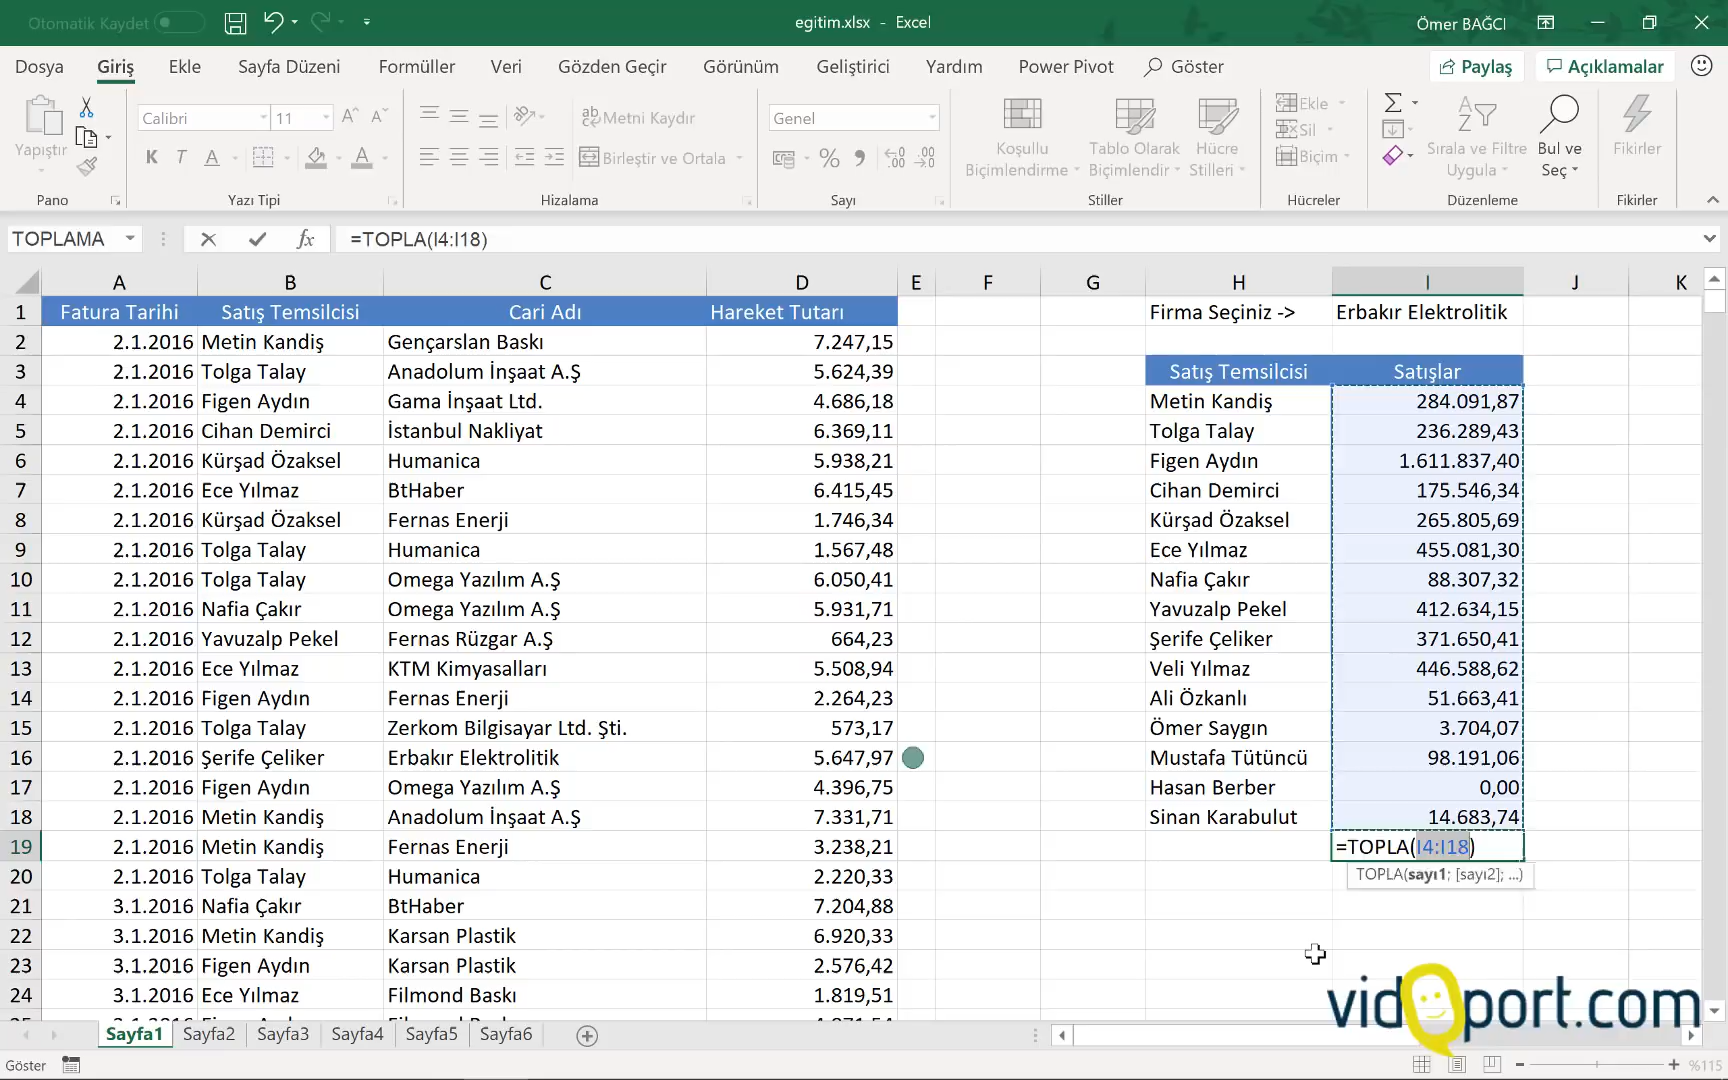 Otomatik Kaydet
egitim.xlsx - Excel
Ömer BAĞCI
Dosya Giriş Ekle Sayfa Düzeni Formüller Veri Gözden Geçir Görünüm Geliştirici Yardım Power Pivot Göster Paylaş Açıklamalar
Yapıştır
Calibri 11
K T A
Metni Kaydır
Birleştir ve Ortala
Genel
Koşullu Biçimlendirme
Tablo Olarak Biçimlendir
Hücre Stilleri
Ekle
Sil
Biçim
Sırala ve Filtre Uygula
Bul ve Seç
Fikirler
Pano Yazı Tipi Hizalama Sayı Stiller Hücreler Düzenleme Fikirler
TOPLAMA fx =TOPLA(I4:I18)
A B C D E F G H I J K
1 Fatura Tarihi Satış Temsilcisi Cari Adı Hareket Tutarı Firma Seçiniz -> Erbakır Elektrolitik
2 2.1.2016 Metin Kandiş Gençarslan Baskı 7.247,15
3 2.1.2016 Tolga Talay Anadolum İnşaat A.Ş 5.624,39 Satış Temsilcisi Satışlar
4 2.1.2016 Figen Aydın Gama İnşaat Ltd. 4.686,18 Metin Kandiş 284.091,87
5 2.1.2016 Cihan Demirci İstanbul Nakliyat 6.369,11 Tolga Talay 236.289,43
6 2.1.2016 Kürşad Özaksel Humanica 5.938,21 Figen Aydın 1.611.837,40
7 2.1.2016 Ece Yılmaz BtHaber 6.415,45 Cihan Demirci 175.546,34
8 2.1.2016 Kürşad Özaksel Fernas Enerji 1.746,34 Kürşad Özaksel 265.805,69
9 2.1.2016 Tolga Talay Humanica 1.567,48 Ece Yılmaz 455.081,30
10 2.1.2016 Tolga Talay Omega Yazılım A.Ş 6.050,41 Nafia Çakır 88.307,32
11 2.1.2016 Nafia Çakır Omega Yazılım A.Ş 5.931,71 Yavuzalp Pekel 412.634,15
12 2.1.2016 Yavuzalp Pekel Fernas Rüzgar A.Ş 664,23 Şerife Çeliker 371.650,41
13 2.1.2016 Ece Yılmaz KTM Kimyasalları 5.508,94 Veli Yılmaz 446.588,62
14 2.1.2016 Figen Aydın Fernas Enerji 2.264,23 Ali Özkanlı 51.663,41
15 2.1.2016 Tolga Talay Zerkom Bilgisayar Ltd. Şti. 573,17 Ömer Saygın 3.704,07
16 2.1.2016 Şerife Çeliker Erbakır Elektrolitik 5.647,97 Mustafa Tütüncü 98.191,06
17 2.1.2016 Figen Aydın Omega Yazılım A.Ş 4.396,75 Hasan Berber 0,00
18 2.1.2016 Metin Kandiş Anadolum İnşaat A.Ş 7.331,71 Sinan Karabulut 14.683,74
19 2.1.2016 Metin Kandiş Fernas Enerji 3.238,21 =TOPLA(I4:I18)
20 2.1.2016 Tolga Talay Humanica 2.220,33 TOPLA(sayı1; [sayı2]; ...)
21 3.1.2016 Nafia Çakır BtHaber 7.204,88
22 3.1.2016 Metin Kandiş Karsan Plastik 6.920,33
23 3.1.2016 Figen Aydın Karsan Plastik 2.576,42
24 3.1.2016 Ece Yılmaz Filmond Baskı 1.819,51
vidoport.com
Sayfa1 Sayfa2 Sayfa3 Sayfa4 Sayfa5 Sayfa6
Göster %115